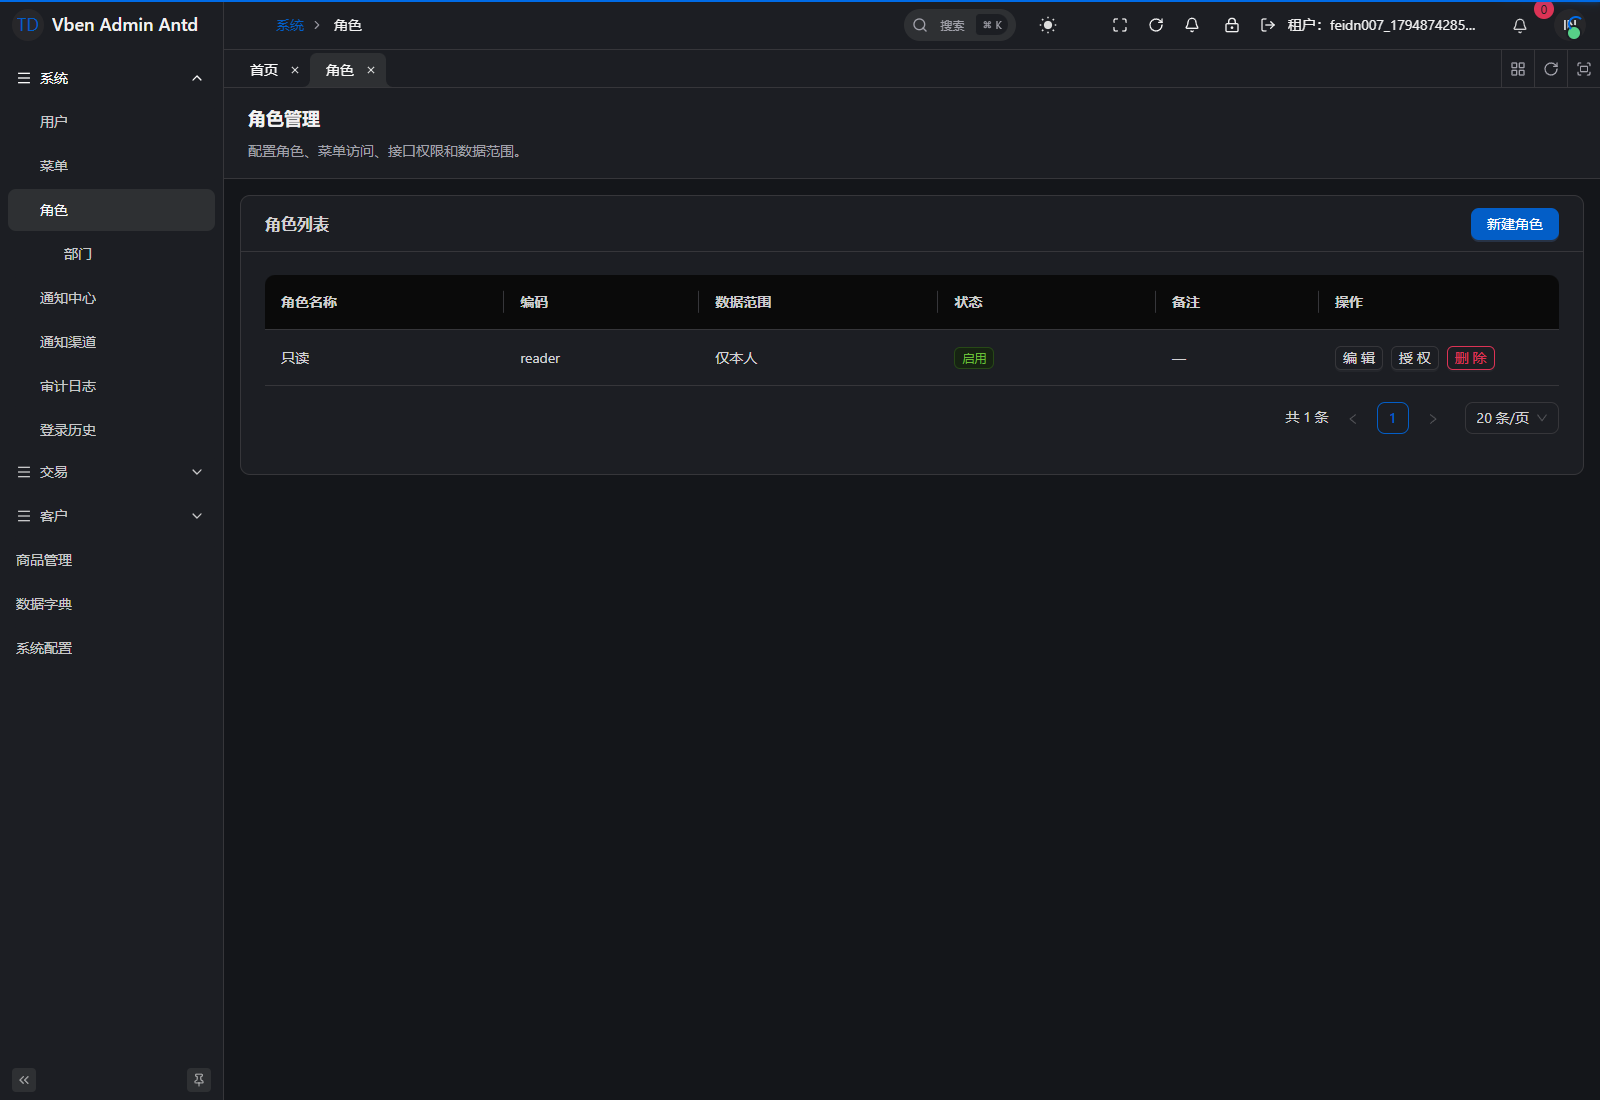 TD Vben Admin Antd
系统 > 角色
搜索 ⌘ K
租户：feidn007_1794874285...
0
首页 ×
角色 ×
系统
用户
菜单
角色
部门
通知中心
通知渠道
审计日志
登录历史
交易
客户
商品管理
数据字典
系统配置
角色管理
配置角色、菜单访问、接口权限和数据范围。
角色列表
新建角色
角色名称 编码 数据范围 状态 备注 操作
只读 reader 仅本人 启用 — 编 辑 授 权 删 除
共 1 条 < 1 > 20 条/页